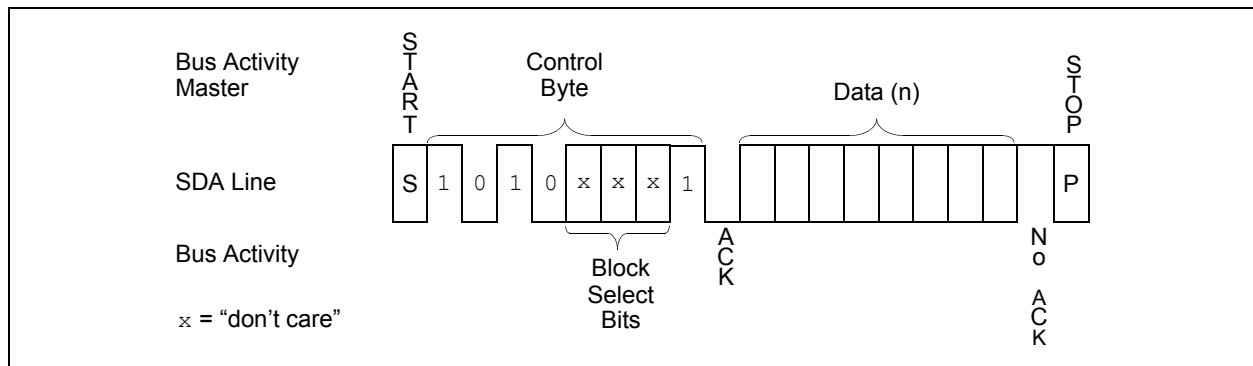 Bus Activity
Master
START
Control
Byte
Data (n)
STOP
SDA Line
S 1 0 1 0 x x x 1 P
Bus Activity
ACK
No ACK
Block
Select
Bits
x = “don’t care”